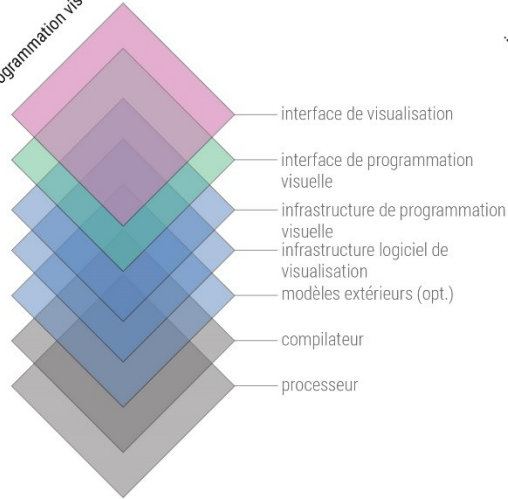 interface de visualisation
interface de programmation
visuelle
infrastructure de programmation
visuelle
infrastructure logiciel de
visualisation
modèles extérieurs (opt.)
compilateur
processeur